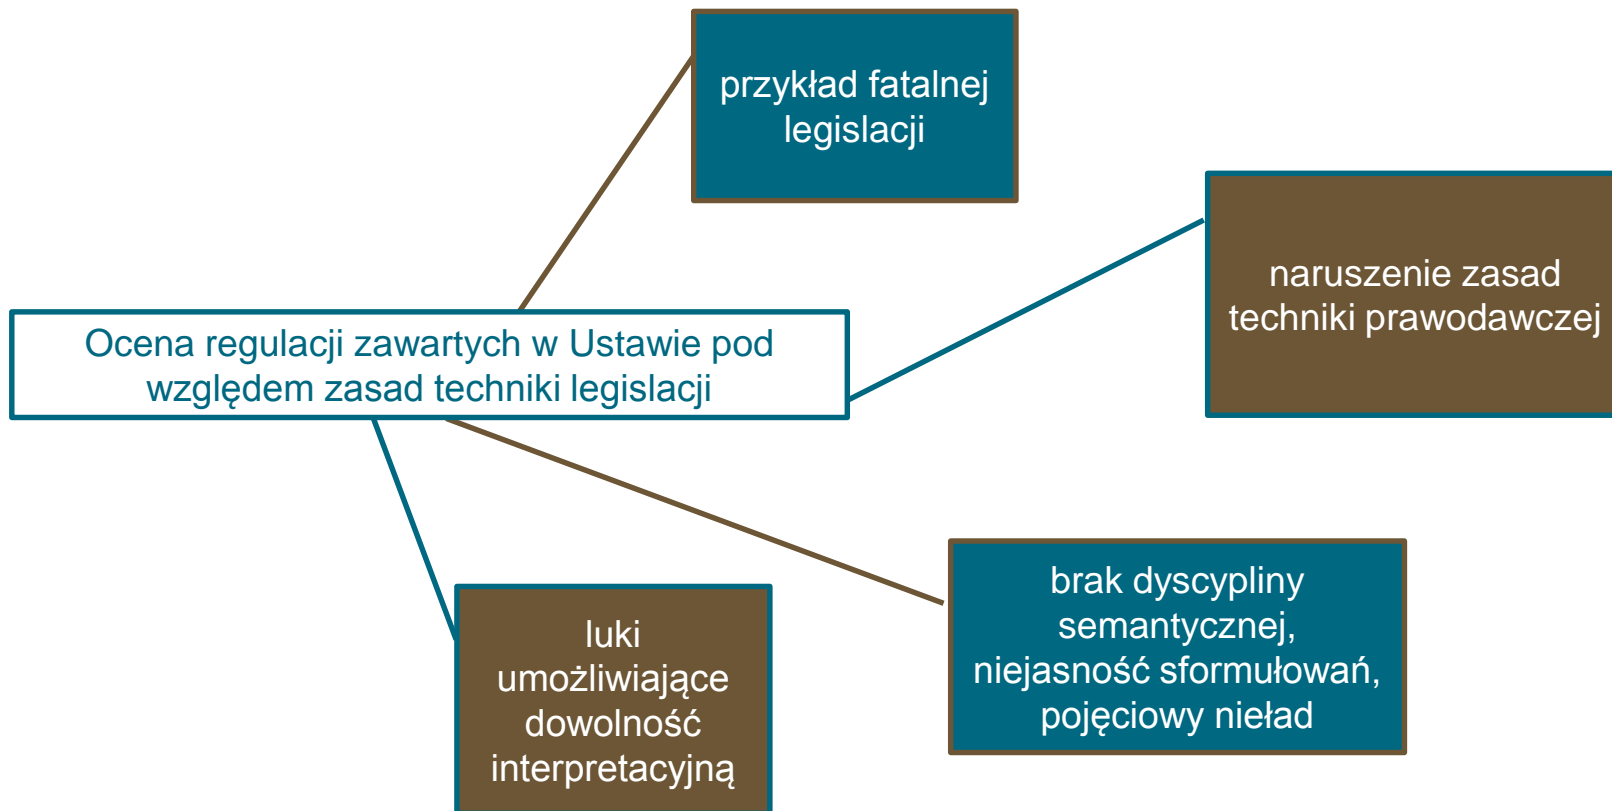 przykład fatalnej
legislacji
naruszenie zasad
techniki prawodawczej
Ocena regulacji zawartych w Ustawie pod
względem zasad techniki legislacji
brak dyscypliny
semantycznej,
niejasność sformułowań,
pojęciowy nieład
luki
umożliwiające
dowolność
interpretacyjną